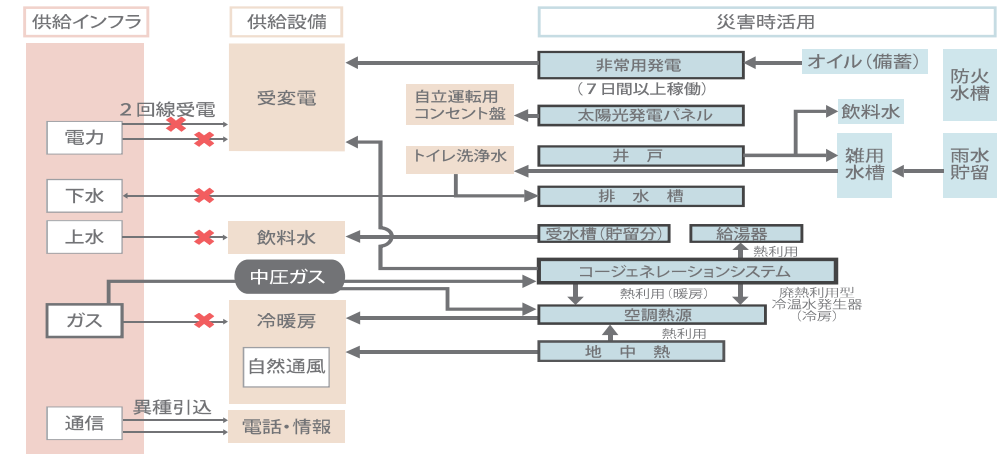 供給インフラ
供給設備
災害時活用
受変電
非常用発電
(７日間以上稼働)
オイル(備蓄)
防火
水槽
自立運転用
コンセント盤
太陽光発電パネル
飲料水
２回線受電
電力
トイレ洗浄水
井戸
雑用
水槽
雨水
貯留
下水
排水槽
上水
飲料水
受水槽(貯留分)
給湯器
熱利用
中圧ガス
コージェネレーションシステム
熱利用(暖房)
廃熱利用型
冷温水発生器
(冷房)
ガス
冷暖房
空調熱源
熱利用
自然通風
地中熱
異種引込
通信
電話・情報